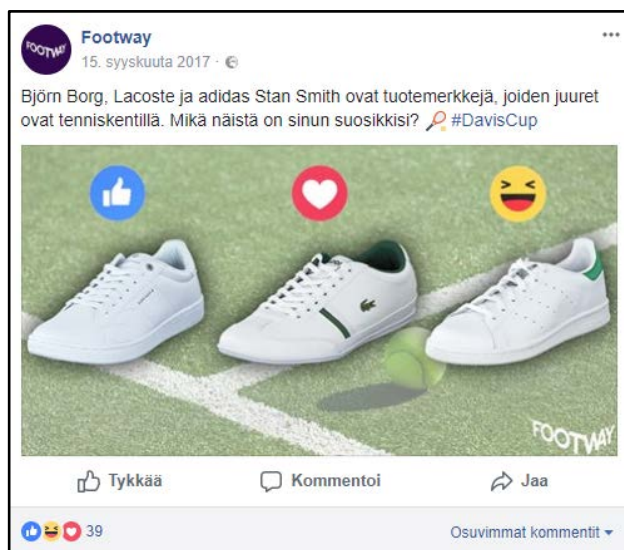 FOOTWAY
Footway
15. syyskuuta 2017
Björn Borg, Lacoste ja adidas Stan Smith ovat tuotemerkkejä, joiden juuret
ovat tenniskentillä. Mikä näistä on sinun suosikkisi? #DavisCup
FOOTWAY
Tykkää
Kommentoi
Jaa
39
Osuvimmat kommentit